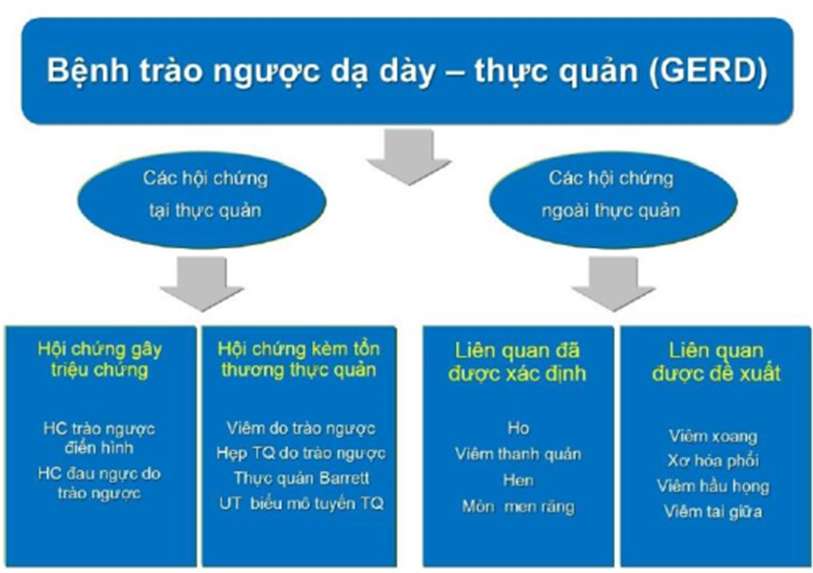 Bệnh trào ngược dạ dày – thực quản (GERD)
Các hội chứng
tại thực quản
Các hội chứng
ngoài thực quản
Hội chứng gây
triệu chứng
HC trào ngược
điển hình
HC đau ngực do
trào ngược
Hội chứng kèm tổn
thương thực quản
Viêm do trào ngược
Hẹp TQ do trào ngược
Thực quản Barrett
UT biểu mô tuyến TQ
Liên quan đã
được xác định
Ho
Viêm thanh quản
Hen
Mòn men răng
Liên quan
được đề xuất
Viêm xoang
Xơ hóa phổi
Viêm hầu họng
Viêm tai giữa